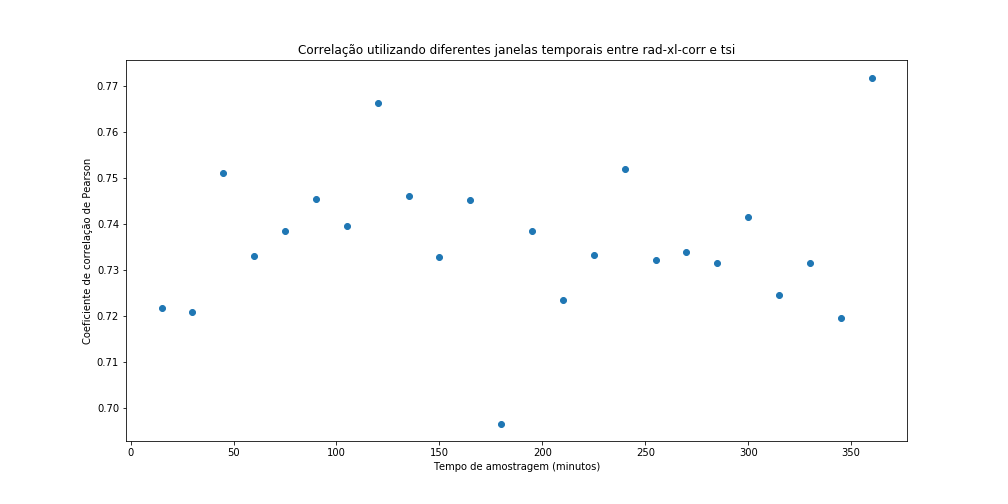 Correlação utilizando diferentes janelas temporais entre rad-xl-corr e tsi
0.77
0.76
0.75
0.74
0.73
0.72
0.71
0.70
Coeficiente de correlação de Pearson
0 50 100 150 200 250 300 350
Tempo de amostragem (minutos)